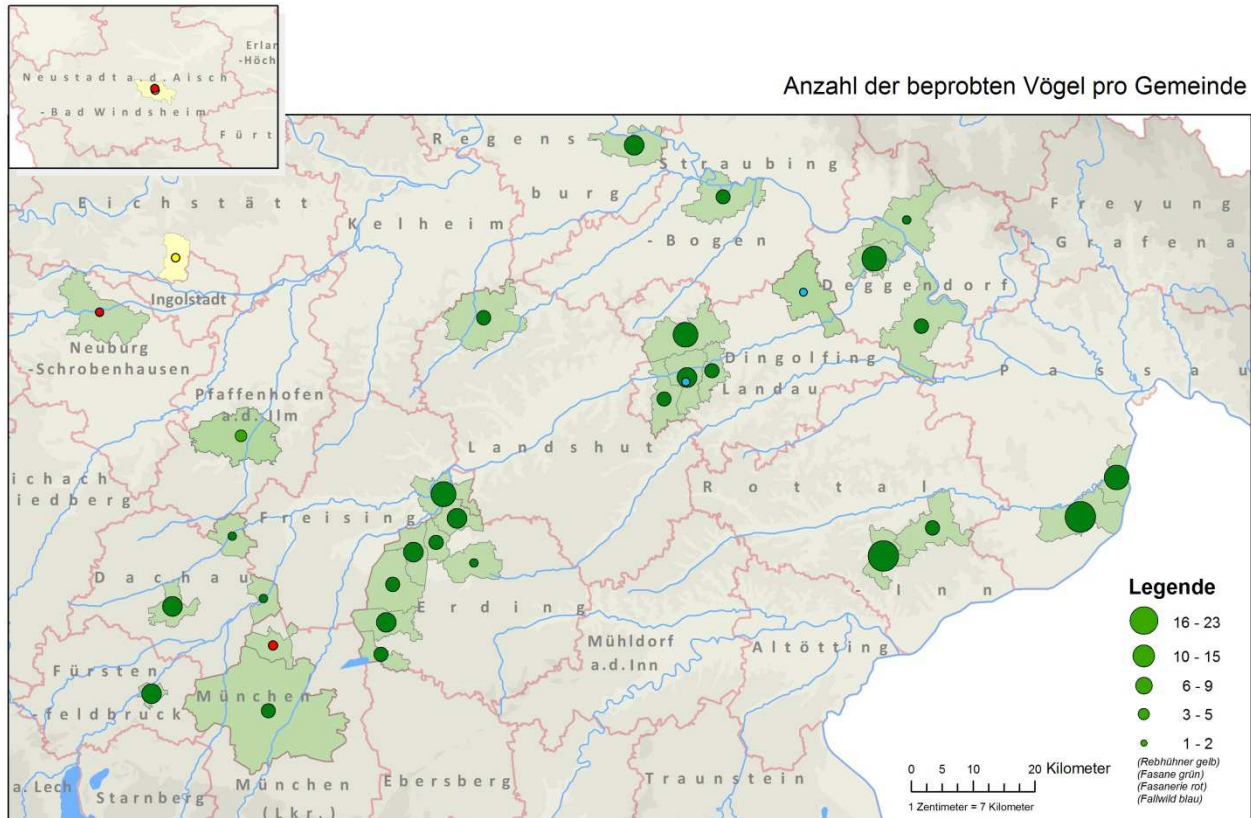 Erlan
-Höch
Neustadt a.d. Aisch
-Bad Windsheim
Fürt
Anzahl der beprobten Vögel pro Gemeinde
Regens
burg
Straubing
-Bogen
Eichstätt
Kelheim
Freyung
-Grafena
Ingolstadt
Deggendorf
Neuburg
-Schrobenhausen
Dingolfing
Landau
Passau
Pfaffenhofen
a.d. Ilm
Landshut
ichach
iedberg
Rottal
-Inn
Freising
Dachau
Erding
Mühldorf
a.d.Inn
Altötting
Fürsten
-feldbruck
München
a. Lech
Starnberg
München
(Lkr.)
Ebersberg
Traunstein
0 5 10 20 Kilometer
1 Zentimeter = 7 Kilometer
Legende
16 - 23
10 - 15
6 - 9
3 - 5
1 - 2
(Rebhühner gelb)
(Fasane grün)
(Fasanerie rot)
(Fallwild blau)